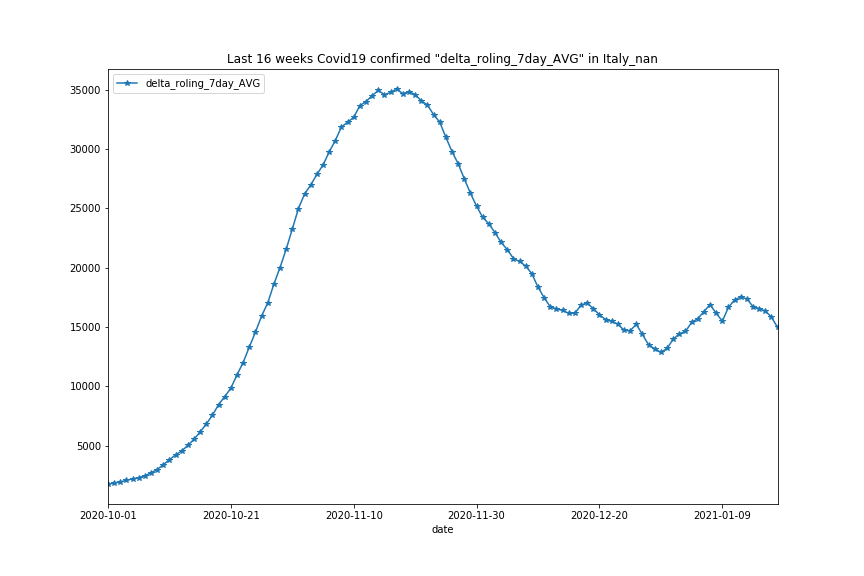 Last 16 weeks Covid19 confirmed "delta_roling_7day_AVG" in Italy_nan
delta_roling_7day_AVG
35000
30000
25000
20000
15000
10000
5000
2020-10-01 2020-10-21 2020-11-10 2020-11-30 2020-12-20 2021-01-09
date